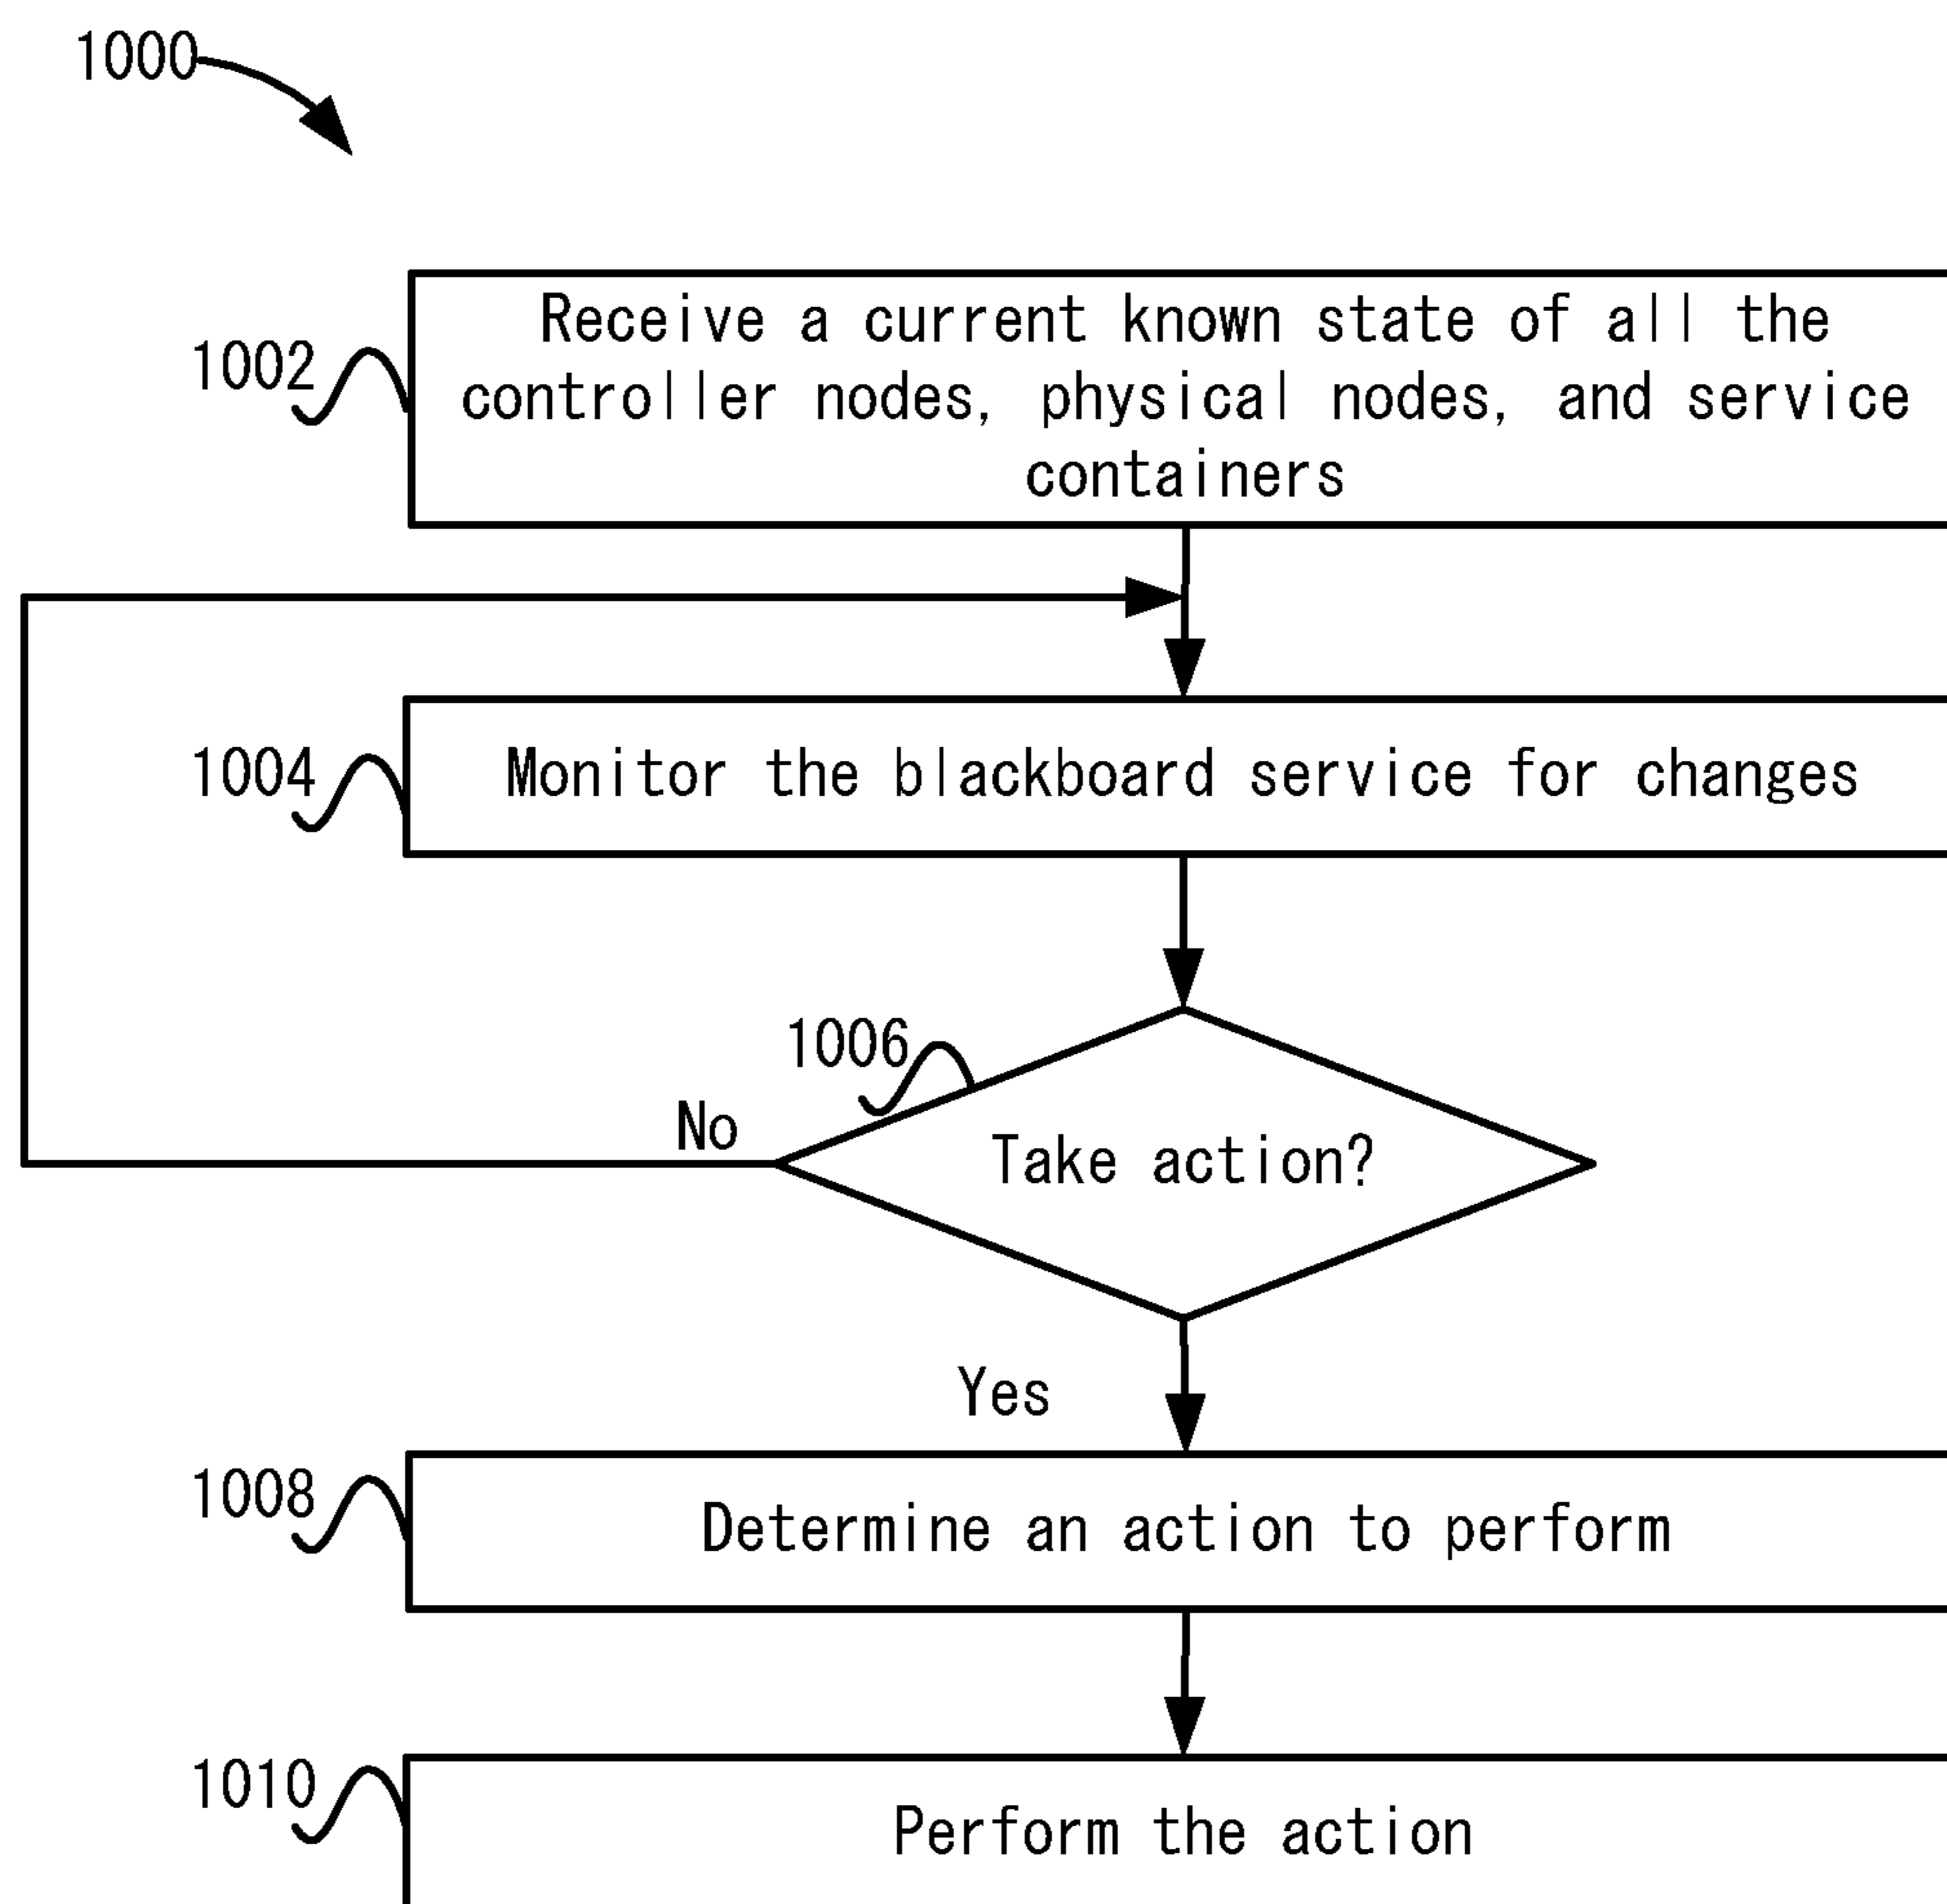 1000
1002
Receive a current known state of all the
controller nodes, physical nodes, and service
containers
1004
Monitor the blackboard service for changes
1006
No
Take action?
Yes
1008
Determine an action to perform
1010
Perform the action